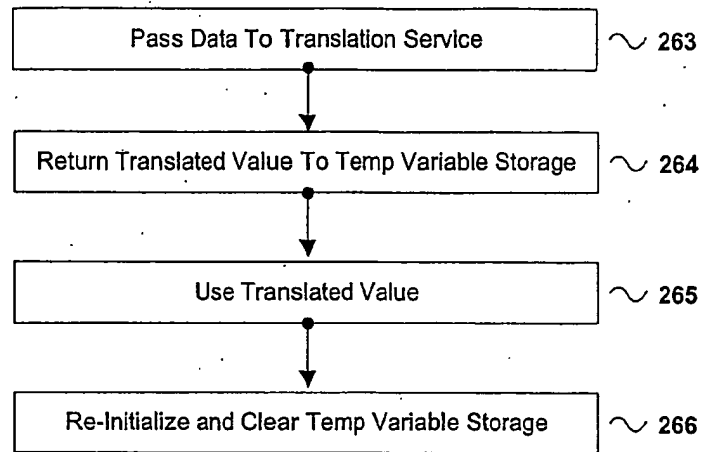 Pass Data To Translation Service 263
Return Translated Value To Temp Variable Storage 264
Use Translated Value 265
Re-Initialize and Clear Temp Variable Storage 266